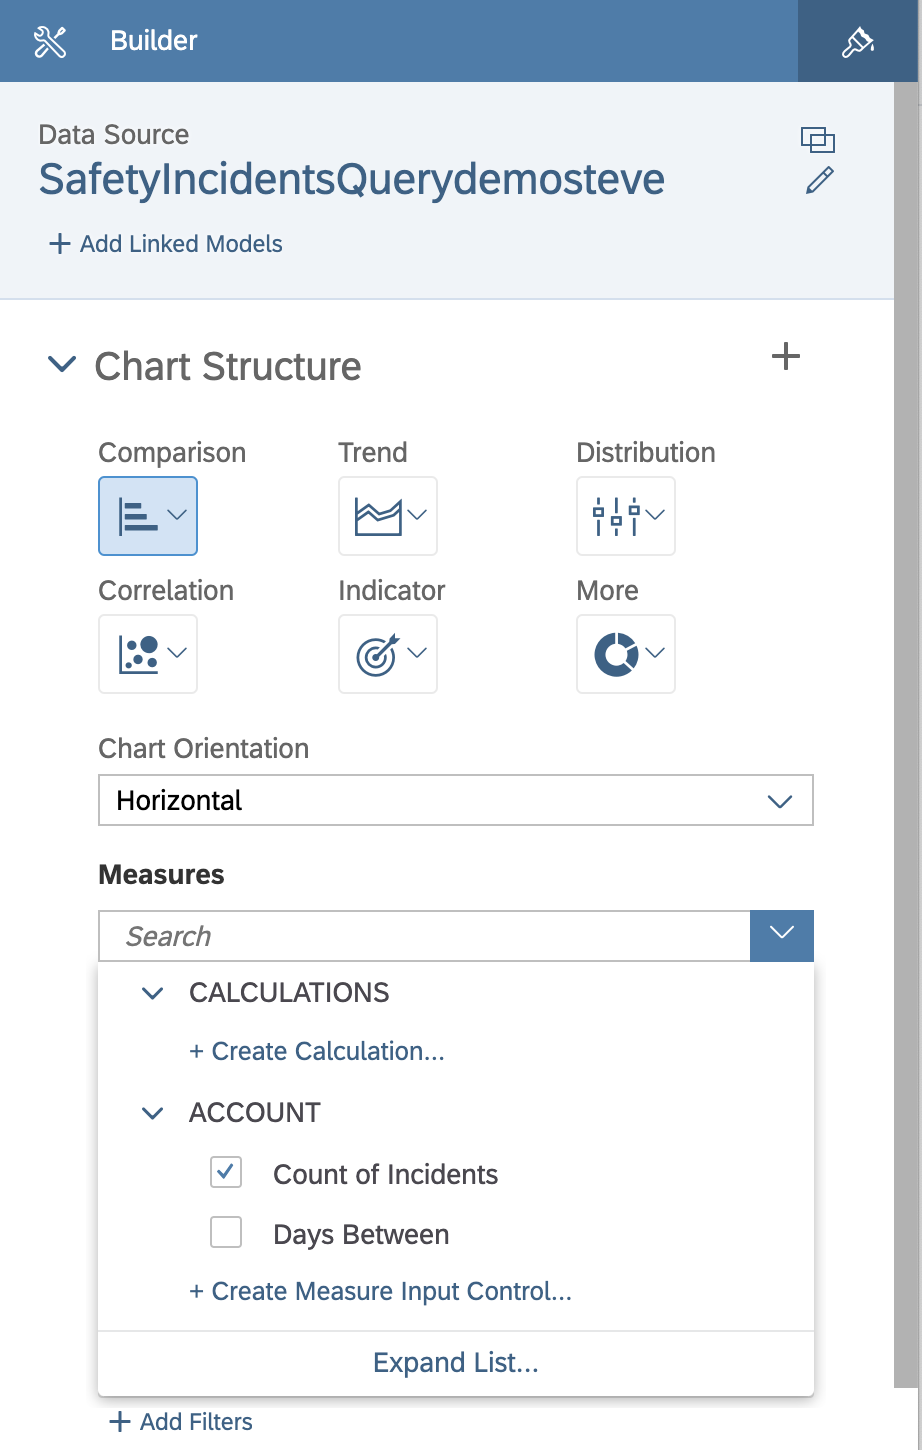 Builder
Data Source
SafetyIncidentsQuerydemosteve
+ Add Linked Models
Chart Structure
Comparison Trend Distribution
Correlation Indicator More
Chart Orientation
Horizontal
Measures
Search
CALCULATIONS
+ Create Calculation...
ACCOUNT
Count of Incidents
Days Between
+ Create Measure Input Control...
Expand List...
+ Add Filters